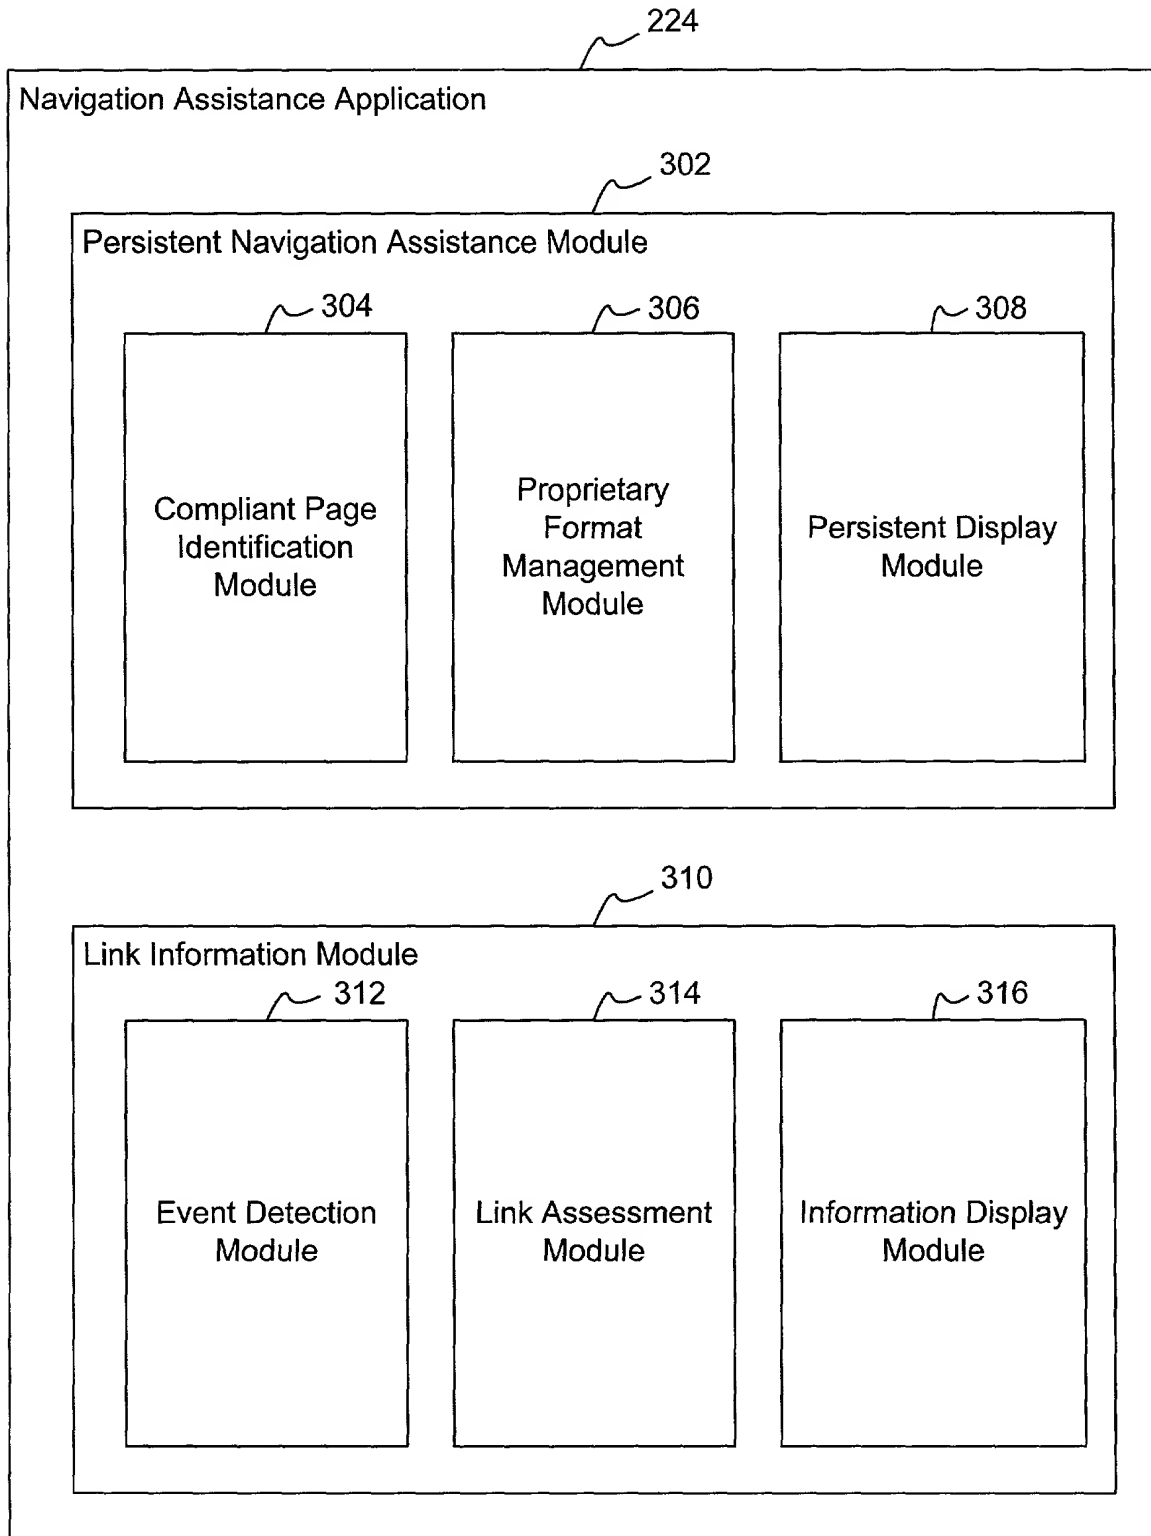 224
Navigation Assistance Application
302
Persistent Navigation Assistance Module
304
306
308
Compliant Page
Identification
Module
Proprietary
Format
Management
Module
Persistent Display
Module
310
Link Information Module
312
314
316
Event Detection
Module
Link Assessment
Module
Information Display
Module